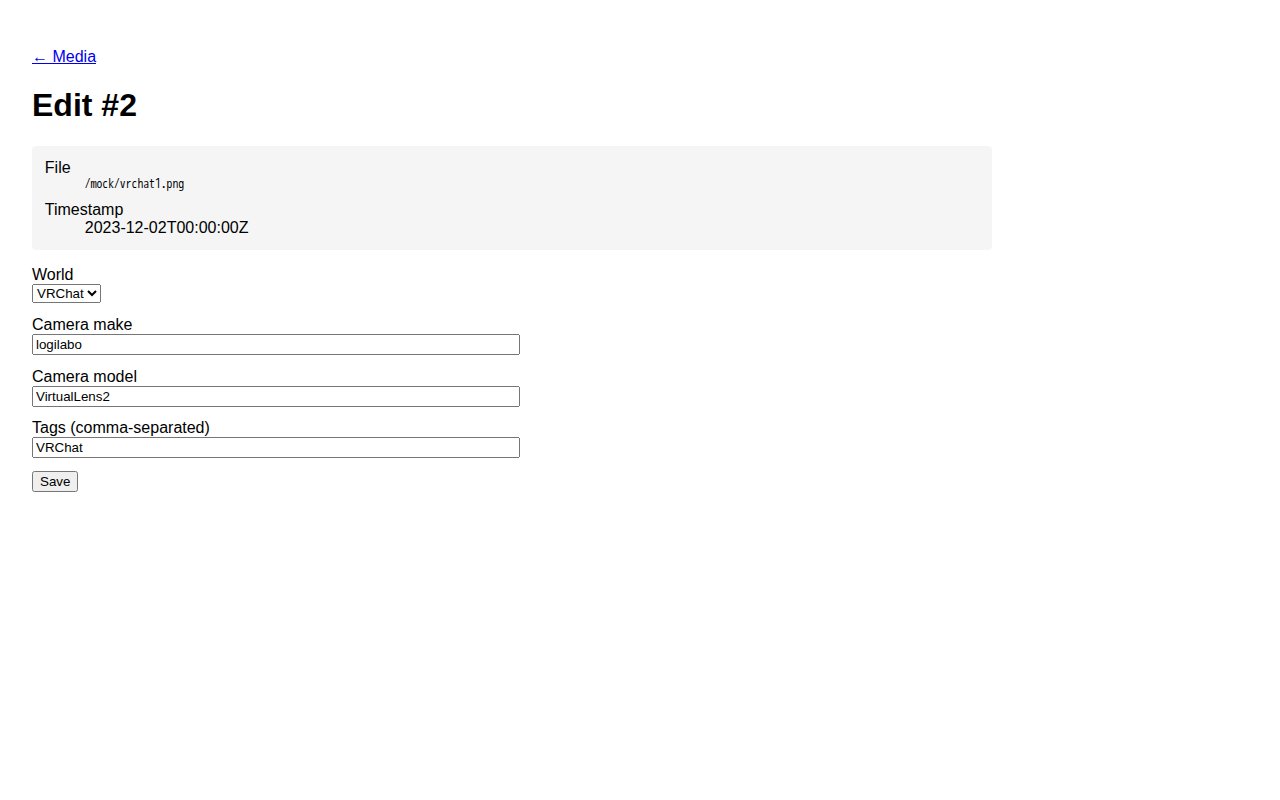 ← Media
Edit #2
File
/mock/vrchat1.png
Timestamp
2023-12-02T00:00:00Z
World
VRChat
Camera make
logilabo
Camera model
VirtualLens2
Tags (comma-separated)
VRChat
Save